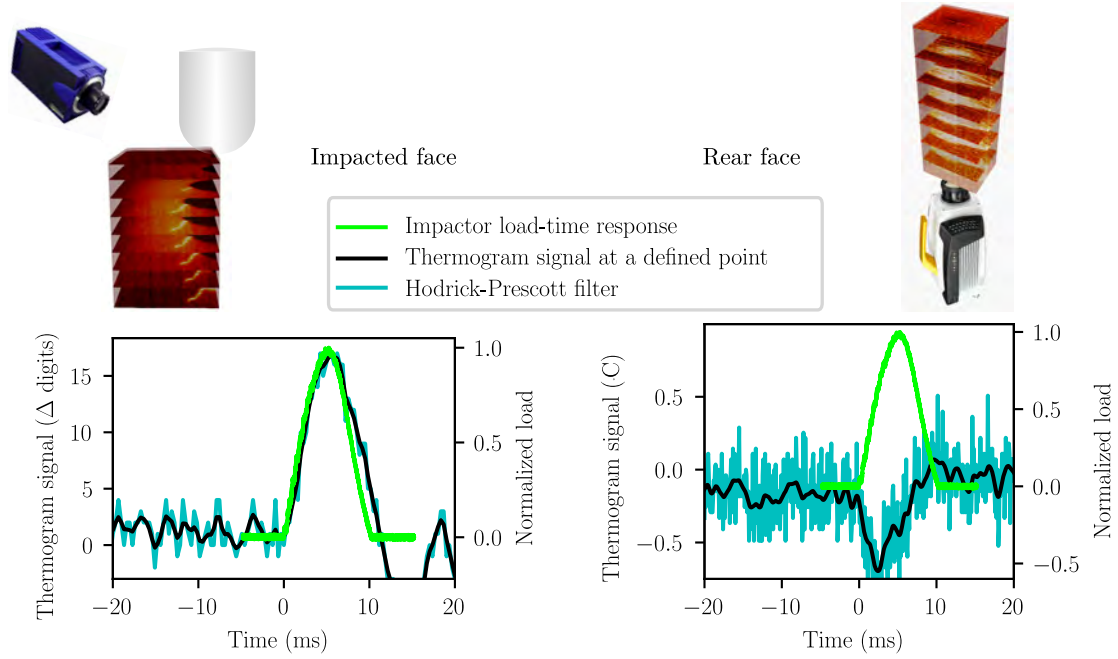 Impacted face
Rear face
Impactor load-time response
Thermogram signal at a defined point
Hodrick-Prescott filter
Thermogram signal (Δ digits)
15
10
5
0
1.0
0.5
0.0
Normalized load
−20
−10
0
10
20
Time (ms)
Thermogram signal (·C)
0.5
0.0
−0.5
1.0
0.5
0.0
−0.5
Normalized load
−20
−10
0
10
20
Time (ms)